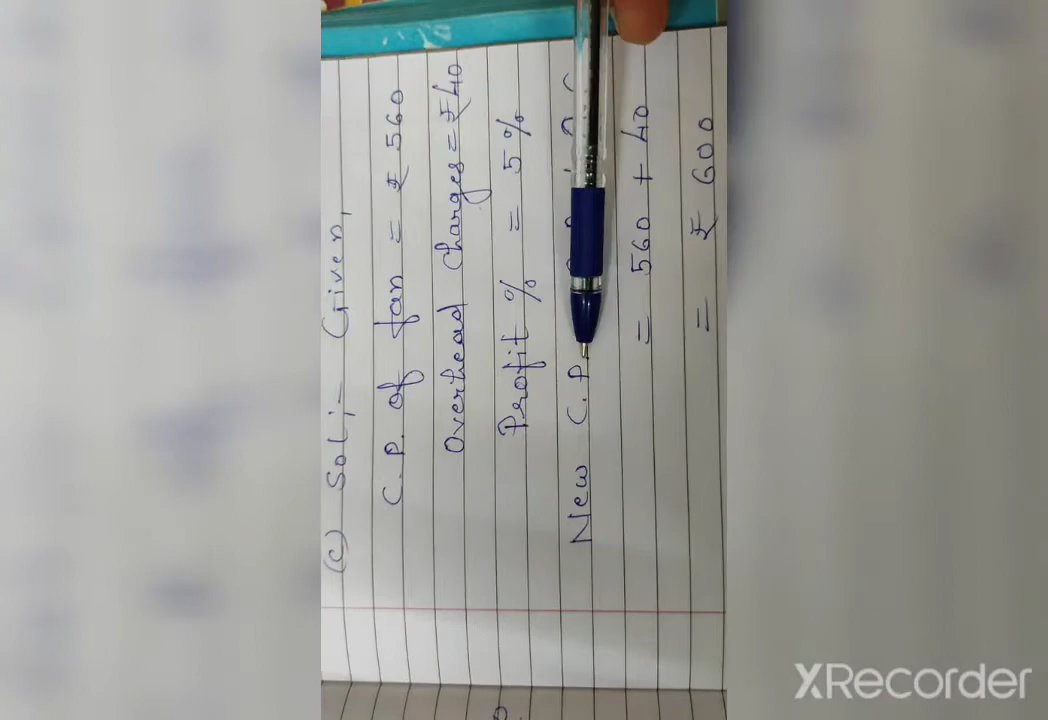 (c) Sol:- Given,
C.P. of fan = ₹ 560
Overhead Charges = ₹ 40
Profit % = 5%
New C.P.
= 560 + 40
= ₹ 600
XRecorder